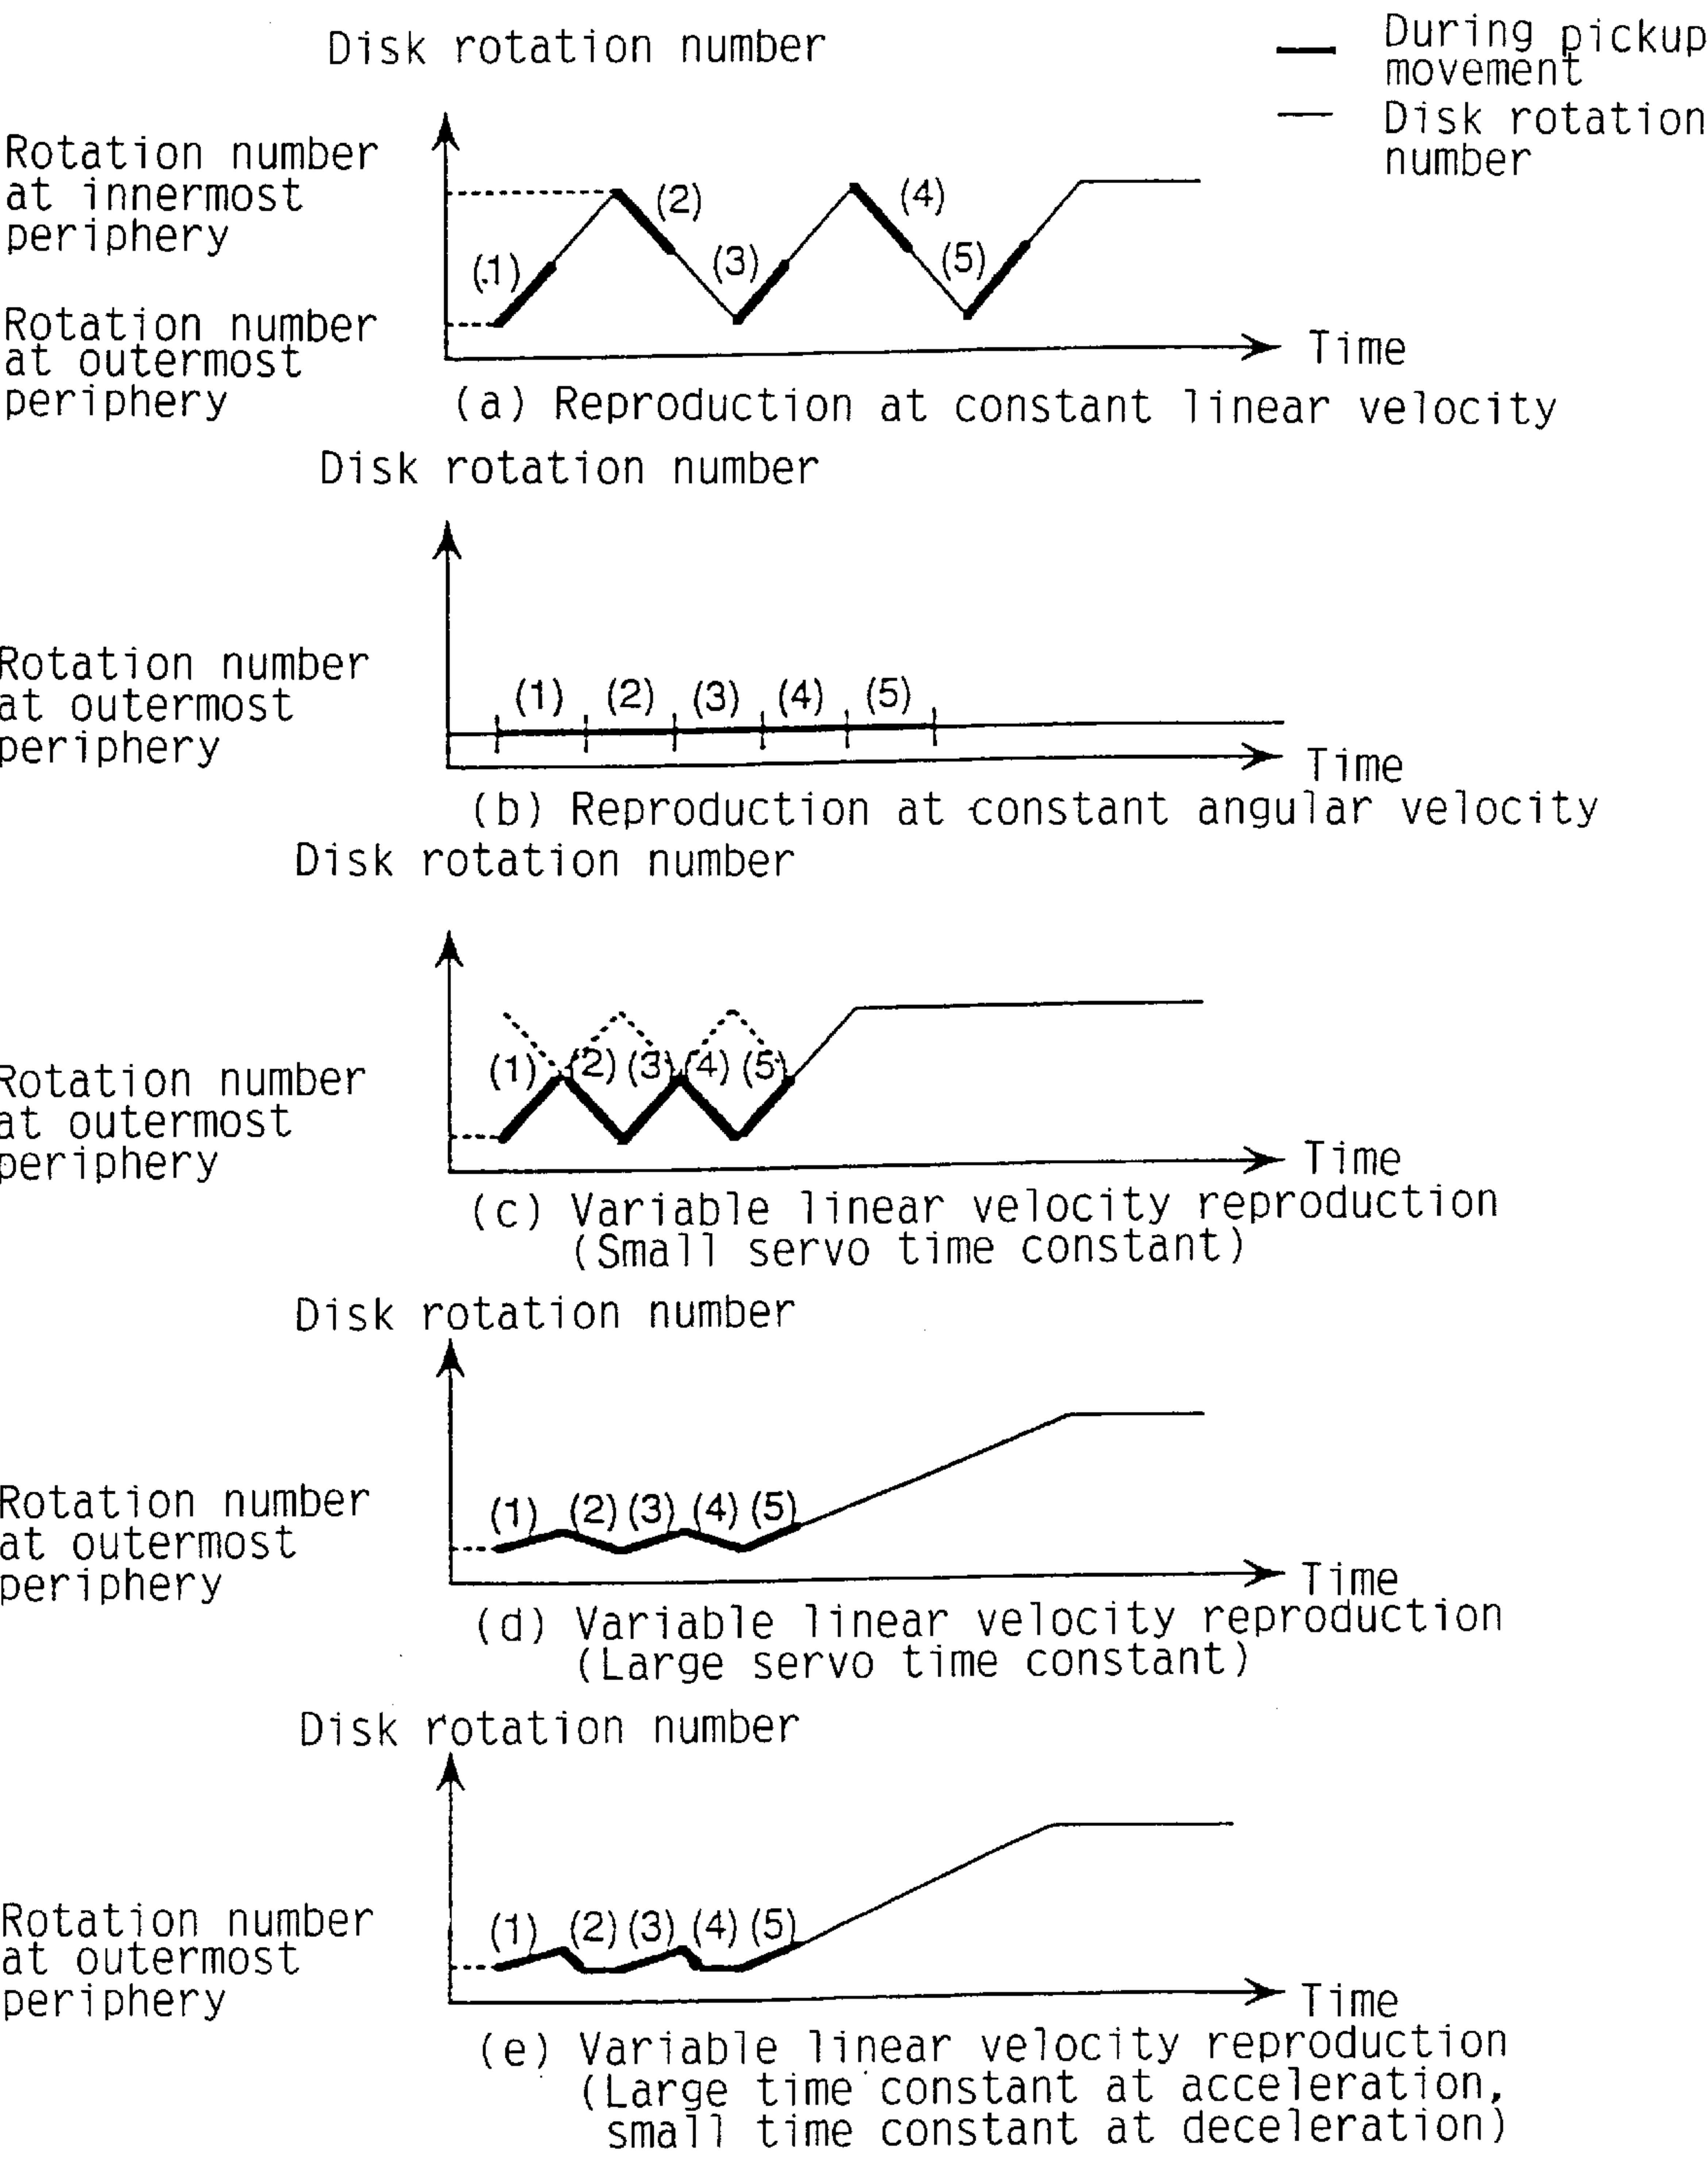 Disk rotation number
During pickup
movement
Disk rotation
number
Rotation number
at innermost
periphery
(1)
(2)
(3)
(4)
(5)
Rotation number
at outermost
periphery
Time
(a) Reproduction at constant linear velocity
Disk rotation number
Rotation number
at outermost
periphery
(1) (2) (3) (4) (5)
Time
(b) Reproduction at constant angular velocity
Disk rotation number
Rotation number
at outermost
periphery
(1) (2) (3) (4) (5)
Time
(c) Variable linear velocity reproduction
(Small servo time constant)
Disk rotation number
Rotation number
at outermost
periphery
(1) (2) (3) (4) (5)
Time
(d) Variable linear velocity reproduction
(Large servo time constant)
Disk rotation number
Rotation number
at outermost
periphery
(1) (2) (3) (4) (5)
Time
(e) Variable linear velocity reproduction
(Large time constant at acceleration,
small time constant at deceleration)